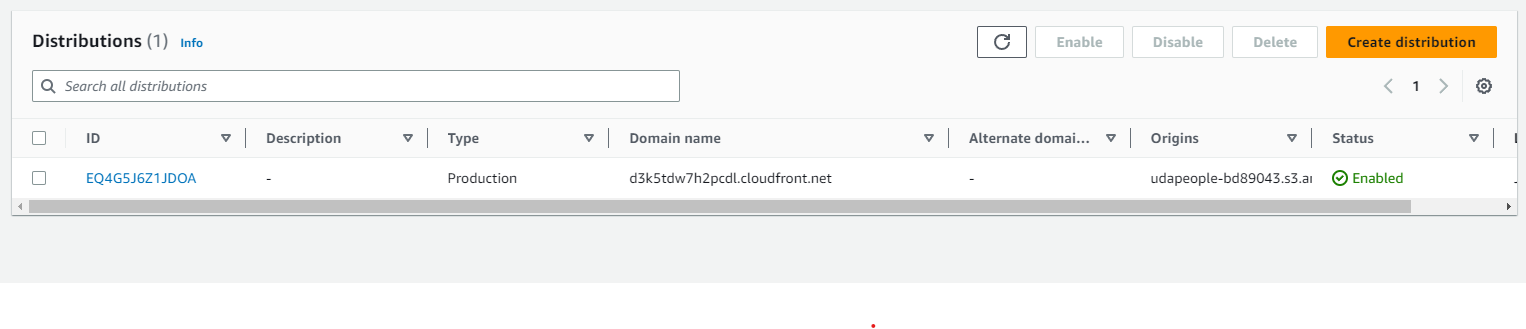 Distributions (1) Info
Enable Disable Delete Create distribution
Search all distributions
1
ID Description Type Domain name Alternate domai... Origins Status
EQ4G5J6Z1JDOA - Production d3k5tdw7h2pcdl.cloudfront.net - udapeople-bd89043.s3.a Enabled